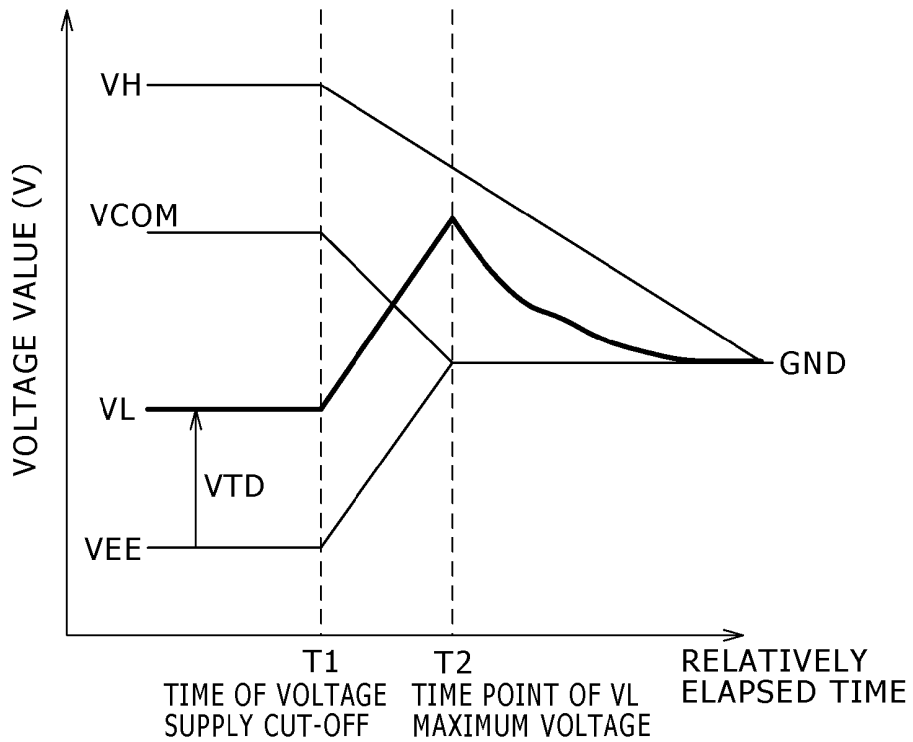 VOLTAGE VALUE (V)
VH
VCOM
VL
VTD
VEE
GND
T1
TIME OF VOLTAGE
SUPPLY CUT-OFF
T2
TIME POINT OF VL
MAXIMUM VOLTAGE
RELATIVELY
ELAPSED TIME